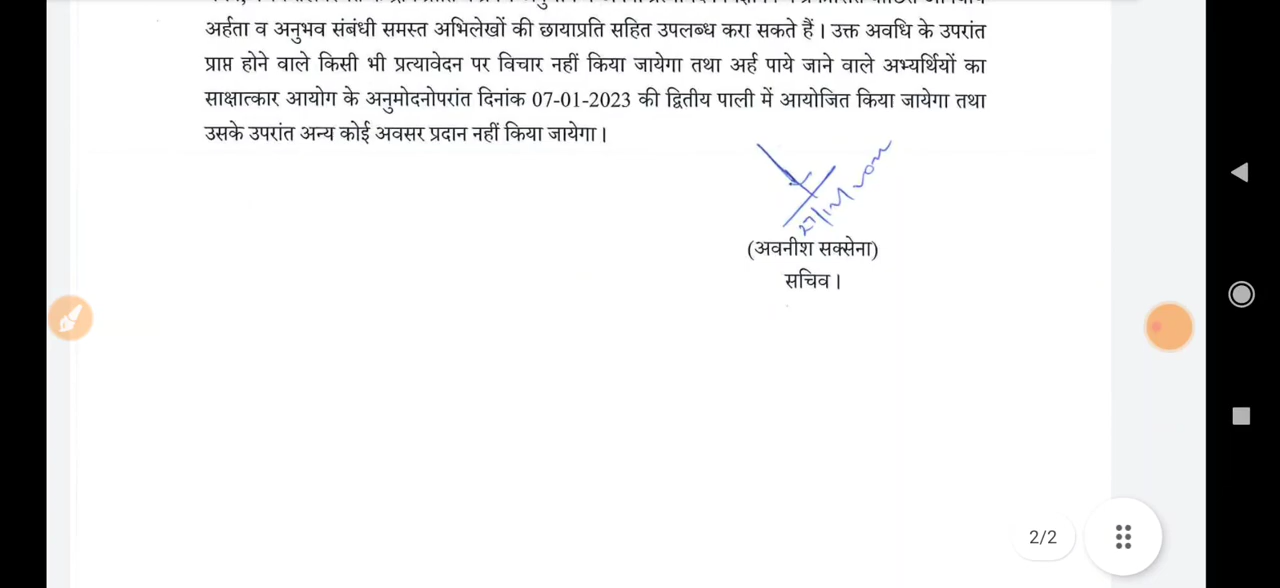 अर्हता व अनुभव संबंधी समस्त अभिलेखों की छायाप्रति सहित उपलब्ध करा सकते हैं। उक्त अवधि के उपरांत
प्राप्त होने वाले किसी भी प्रत्यावेदन पर विचार नहीं किया जायेगा तथा अर्ह पाये जाने वाले अभ्यर्थियों का
साक्षात्कार आयोग के अनुमोदनोपरांत दिनांक 07-01-2023 की द्वितीय पाली में आयोजित किया जायेगा तथा
उसके उपरांत अन्य कोई अवसर प्रदान नहीं किया जायेगा।
(अवनीश सक्सेना)
सचिव।
2/2